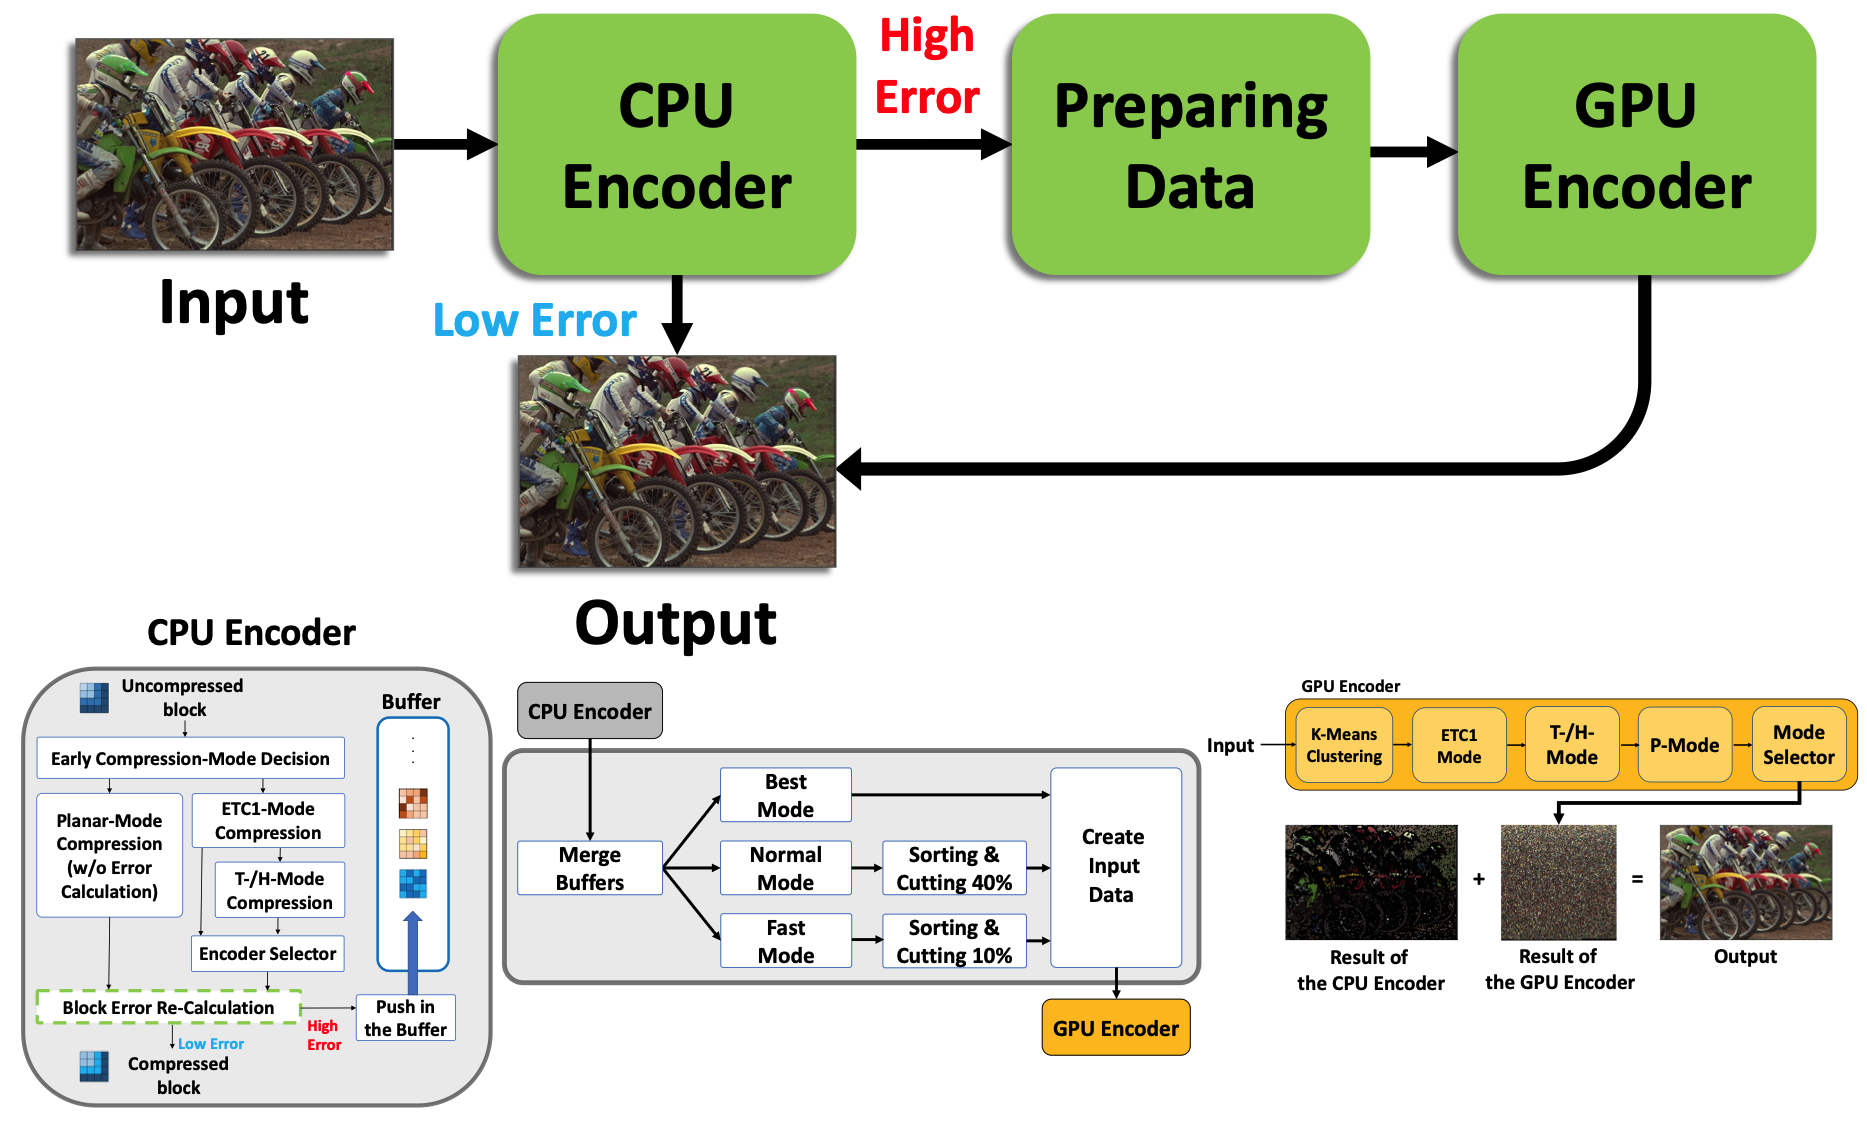 High
Error
CPU
Encoder
Preparing
Data
GPU
Encoder
Input
Low Error
Output
CPU Encoder
Uncompressed
block
Buffer
Early Compression-Mode Decision
Planar-Mode
Compression
(w/o Error
Calculation)
ETC1-Mode
Compression
T-/H-Mode
Compression
Encoder Selector
Block Error Re-Calculation
High
Error
Push in
the Buffer
Low Error
Compressed
block
CPU Encoder
Merge
Buffers
Best
Mode
Normal
Mode
Sorting &
Cutting 40%
Fast
Mode
Sorting &
Cutting 10%
Create
Input
Data
GPU Encoder
GPU Encoder
Input
K-Means
Clustering
ETC1
Mode
T-/H-
Mode
P-Mode
Mode
Selector
+
=
Result of
the CPU Encoder
Result of
the GPU Encoder
Output